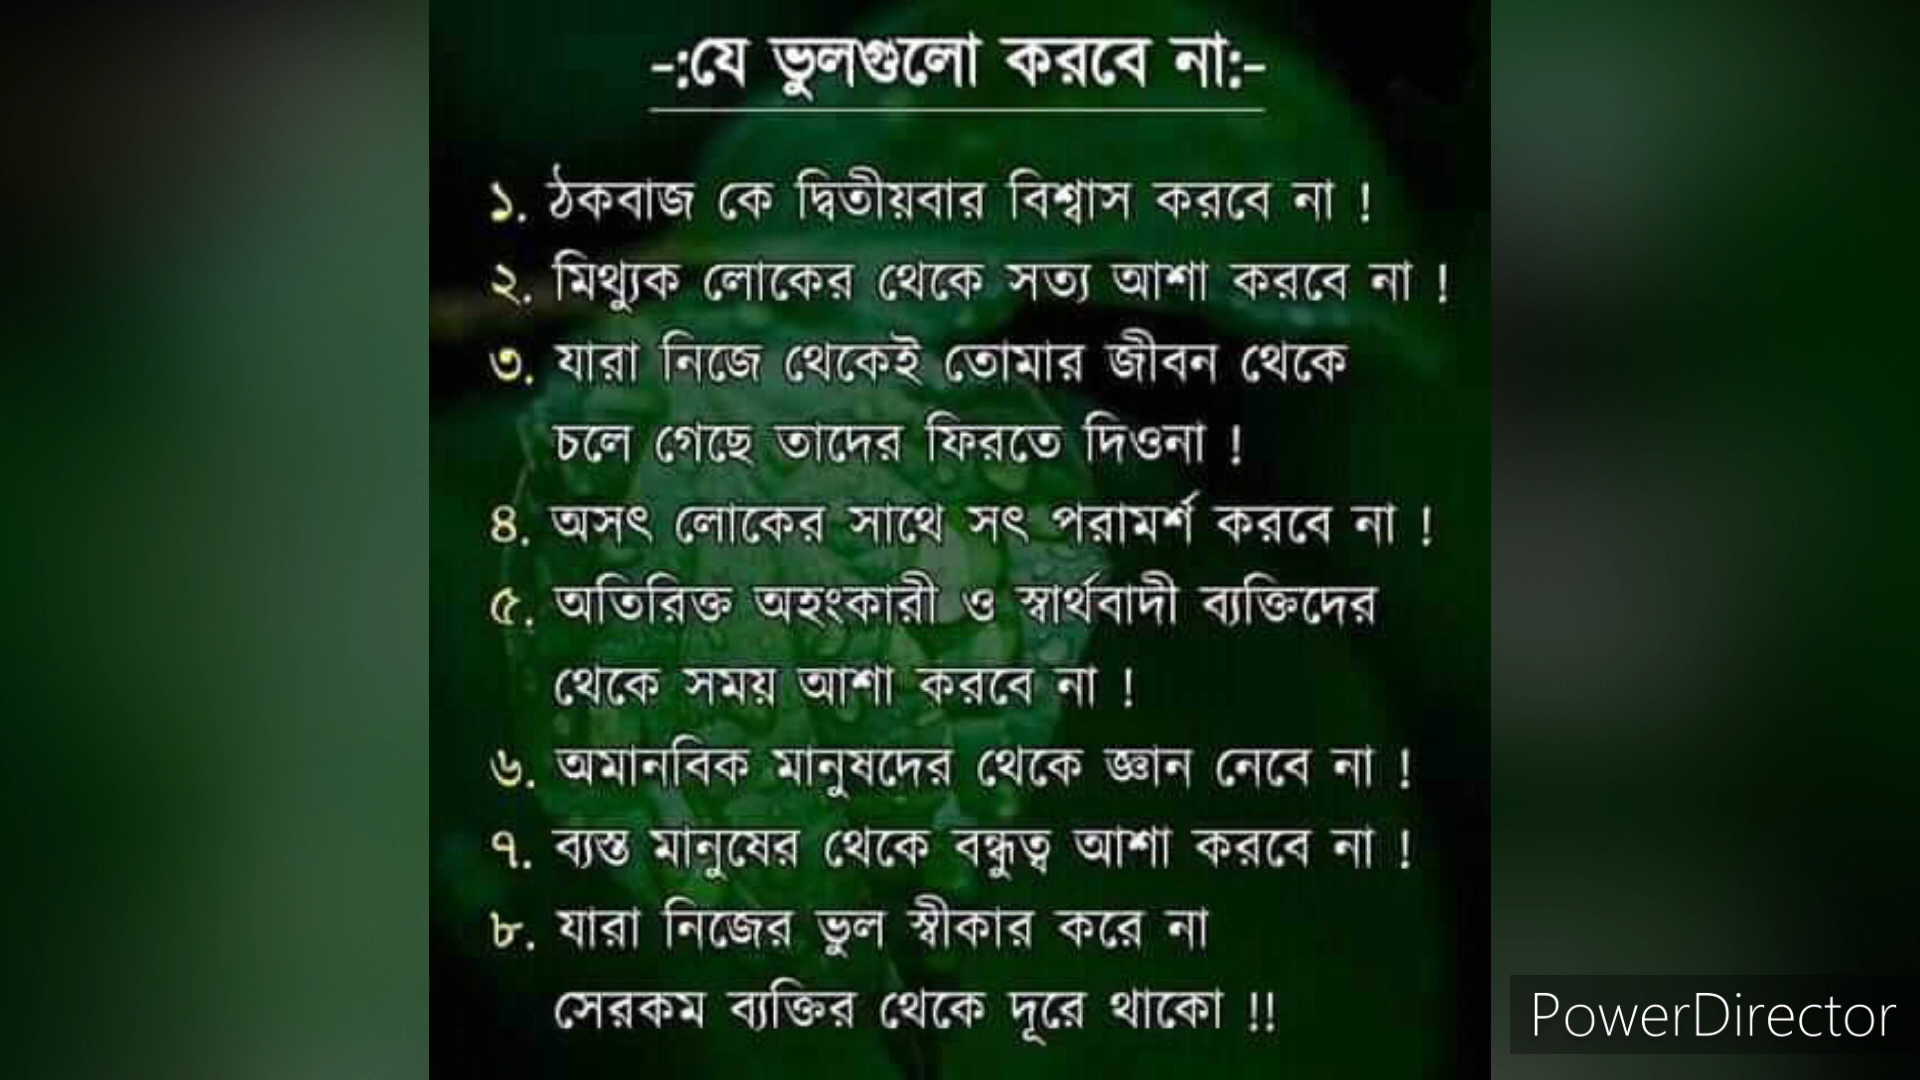 -:যে ভুলগুলো করবে না:-
১. ঠকবাজ কে দ্বিতীয়বার বিশ্বাস করবে না !
২. মিথ্যুক লোকের থেকে সত্য আশা করবে না !
৩. যারা নিজে থেকেই তোমার জীবন থেকে
চলে গেছে তাদের ফিরতে দিওনা !
৪. অসৎ লোকের সাথে সৎ পরামর্শ করবে না !
৫. অতিরিক্ত অহংকারী ও স্বার্থবাদী ব্যক্তিদের
থেকে সময় আশা করবে না !
৬. অমানবিক মানুষদের থেকে জ্ঞান নেবে না !
৭. ব্যস্ত মানুষের থেকে বন্ধুত্ব আশা করবে না !
৮. যারা নিজের ভুল স্বীকার করে না
সেরকম ব্যক্তির থেকে দূরে থাকো !!
PowerDirector